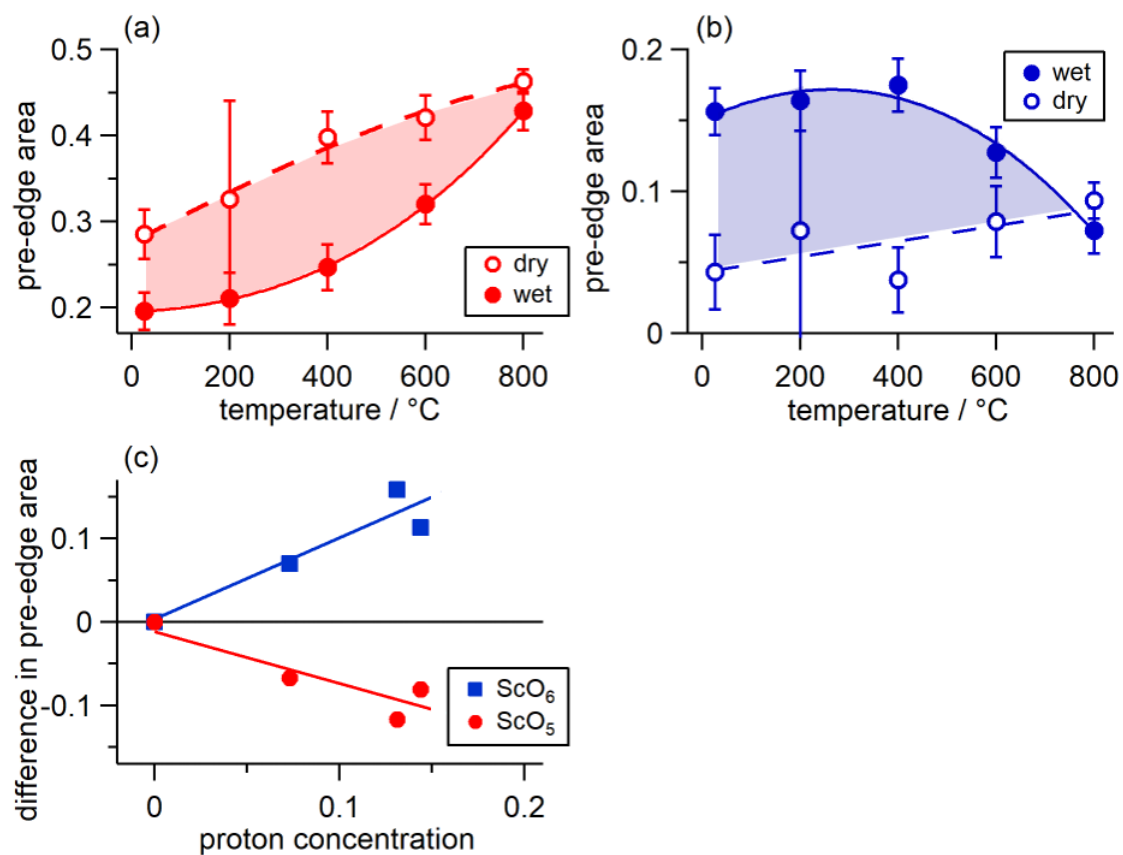 (a)
0.5
0.4
0.3
0.2
pre-edge area
dry
wet
0 200 400 600 800
temperature / °C
(b)
0.2
0.1
0
pre-edge area
wet
dry
0 200 400 600 800
temperature / °C
(c)
0.1
0
-0.1
difference in pre-edge area
ScO₆
ScO₅
0 0.1 0.2
proton concentration